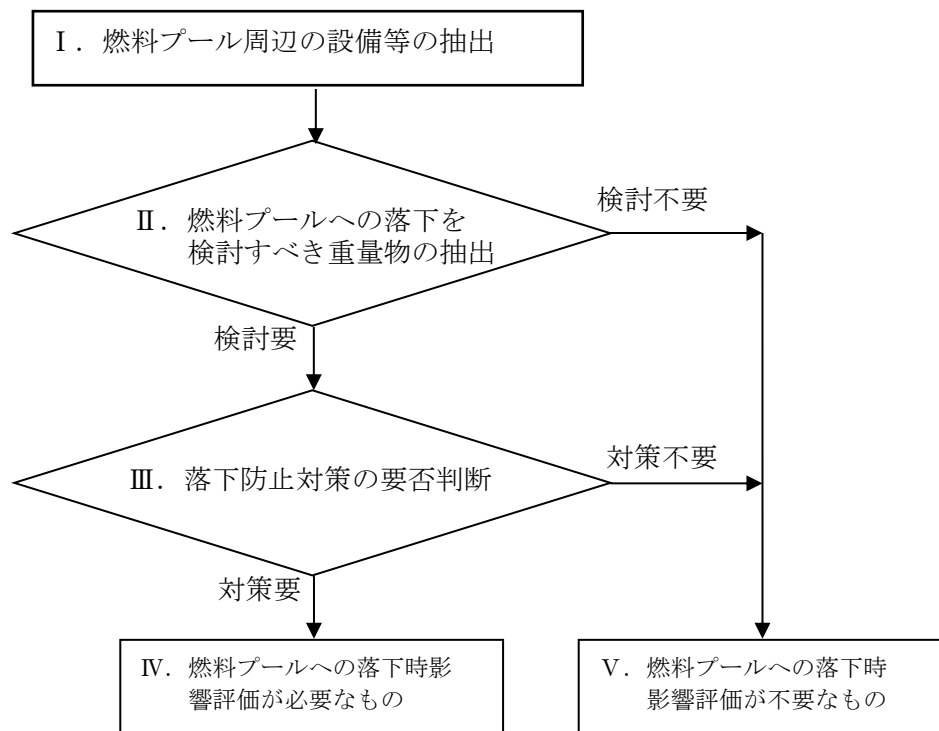 Ⅰ．燃料プール周辺の設備等の抽出
Ⅱ．燃料プールへの落下を
検討すべき重量物の抽出
検討不要
検討要
Ⅲ．落下防止対策の要否判断
対策不要
対策要
Ⅳ．燃料プールへの落下時影
響評価が必要なもの
Ⅴ．燃料プールへの落下時
影響評価が不要なもの